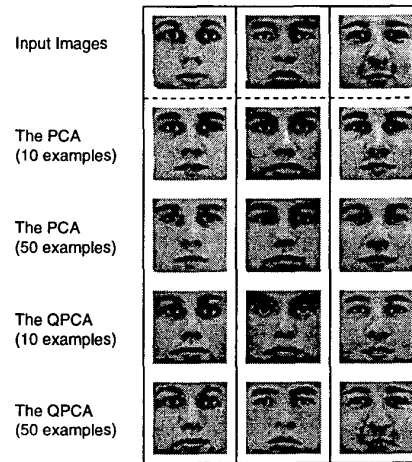 Input Images
The PCA
(10 examples)
The PCA
(50 examples)
The QPCA
(10 examples)
The QPCA
(50 examples)